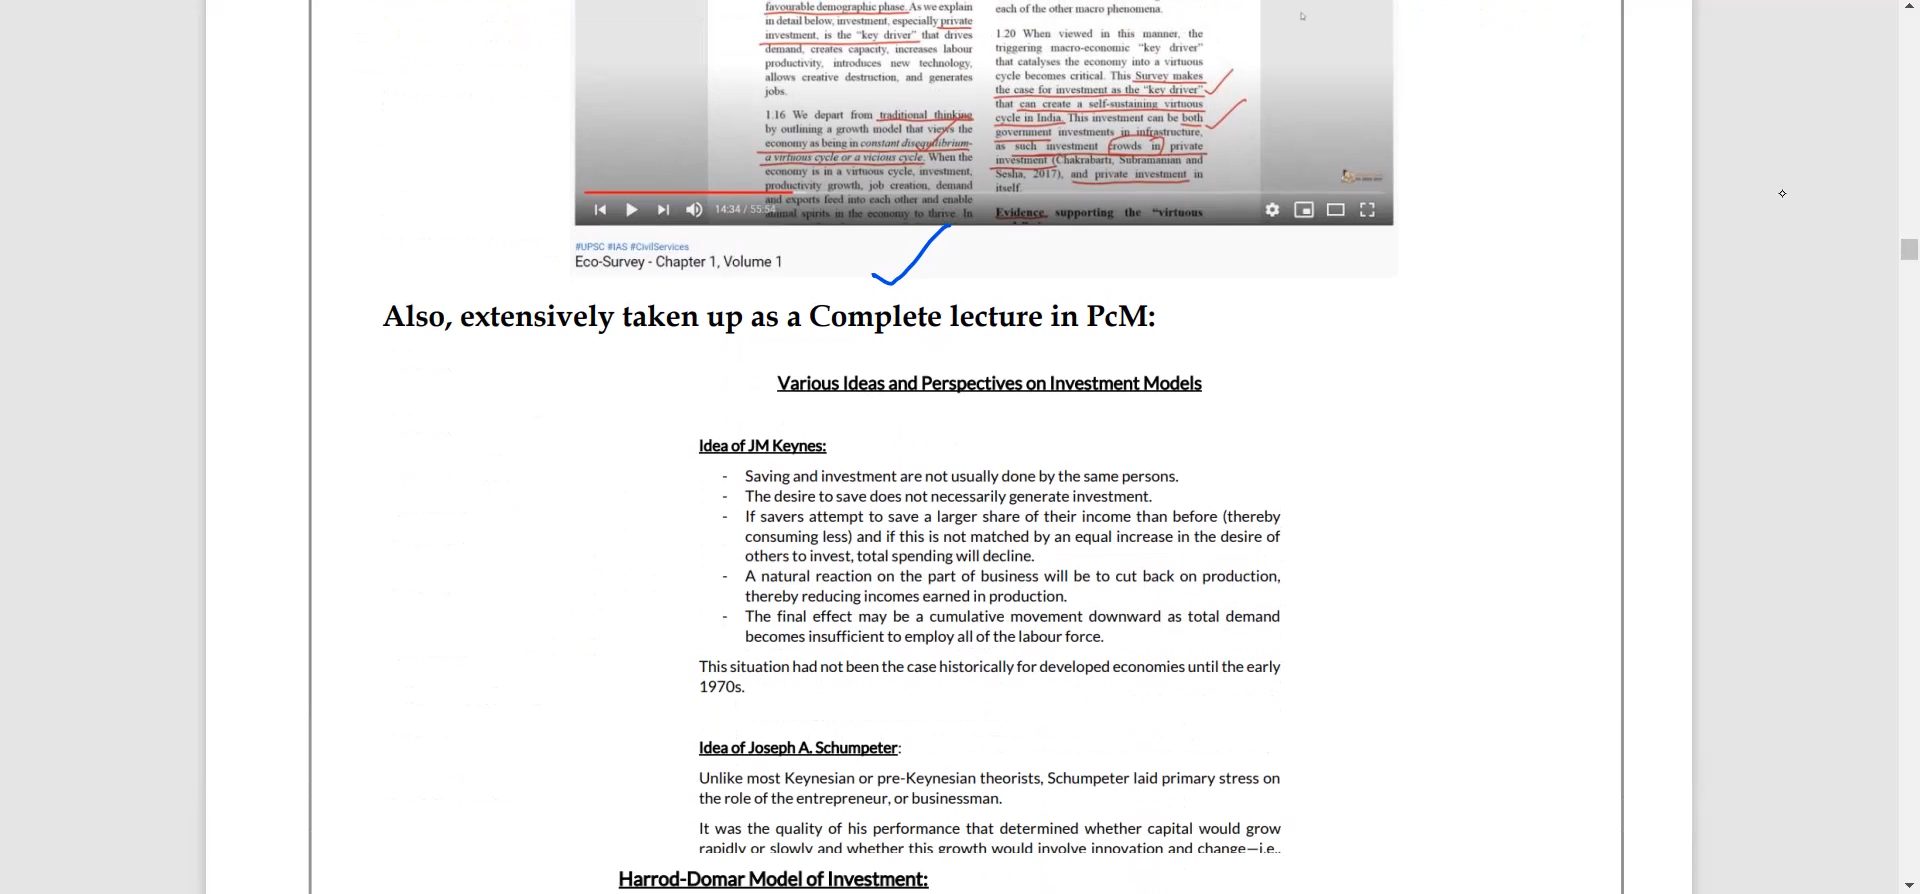 favourable demographic phase. As we explain
in detail below, investment, especially private
investment, is the "key driver" that drives
demand, creates capacity, increases labour
productivity, introduces new technology,
allows creative destruction, and generates
jobs.
1.16 We depart from traditional thinking
by outlining a growth model that views the
economy as being in constant disequilibrium-
a virtuous cycle or a vicious cycle. When the
economy is in a virtuous cycle, investment,
productivity growth, job creation, demand
and exports feed into each other and enable
animal spirits in the economy to thrive. In
each of the other macro phenomena.
1.20 When viewed in this manner, the
triggering macro-economic "key driver"
that catalyses the economy into a virtuous
cycle becomes critical. This Survey makes
the case for investment as the "key driver"
that can create a self-sustaining virtuous
cycle in India. This investment can be both
government investments in infrastructure,
as such investment crowds in private
investment (Chakrabarti, Subramanian and
Sesha, 2017), and private investment in
itself.
Evidence supporting the "virtuous
14:34 / 55:54
#UPSC #IAS #CivilServices
Eco-Survey - Chapter 1, Volume 1
Also, extensively taken up as a Complete lecture in PcM:
Various Ideas and Perspectives on Investment Models
Idea of JM Keynes:
- Saving and investment are not usually done by the same persons.
- The desire to save does not necessarily generate investment.
- If savers attempt to save a larger share of their income than before (thereby
consuming less) and if this is not matched by an equal increase in the desire of
others to invest, total spending will decline.
- A natural reaction on the part of business will be to cut back on production,
thereby reducing incomes earned in production.
- The final effect may be a cumulative movement downward as total demand
becomes insufficient to employ all of the labour force.
This situation had not been the case historically for developed economies until the early
1970s.
Idea of Joseph A. Schumpeter:
Unlike most Keynesian or pre-Keynesian theorists, Schumpeter laid primary stress on
the role of the entrepreneur, or businessman.
It was the quality of his performance that determined whether capital would grow
rapidly or slowly and whether this growth would involve innovation and change—i.e.,
Harrod-Domar Model of Investment: